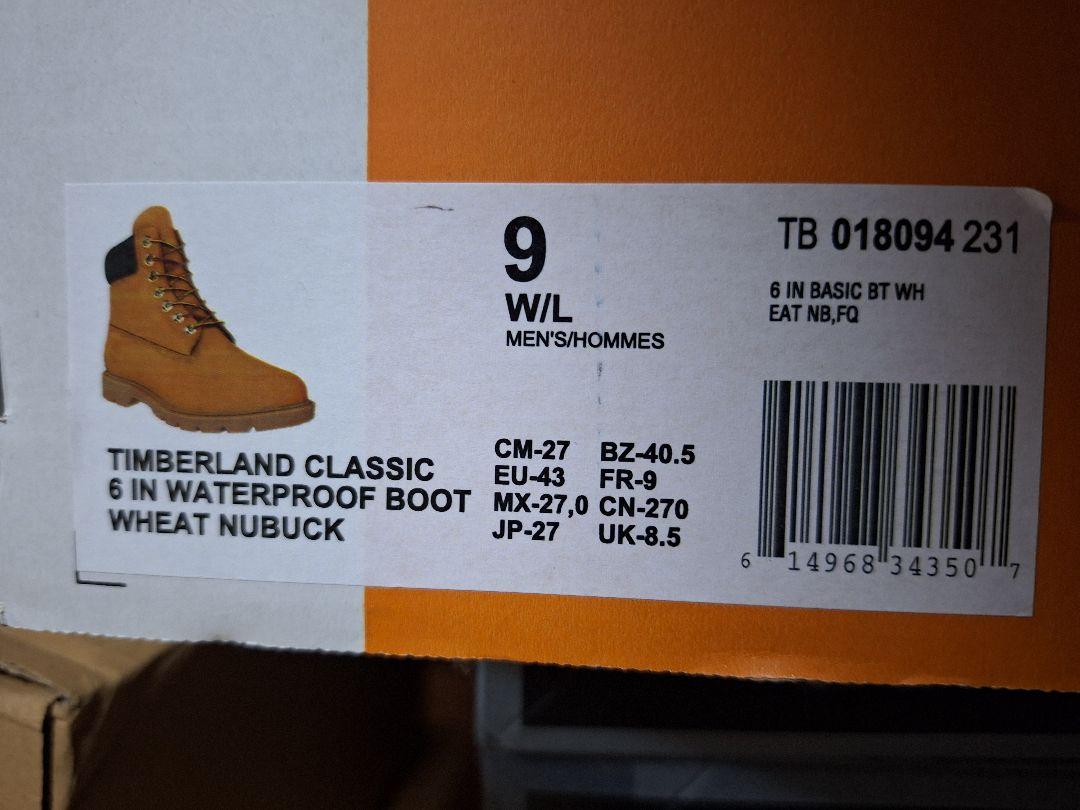 TIMBERLAND CLASSIC
6 IN WATERPROOF BOOT
WHEAT NUBUCK
9
W/L
MEN'S/HOMMES
CM-27 BZ-40.5
EU-43 FR-9
MX-27,0 CN-270
JP-27 UK-8.5
TB 018094 231
6 IN BASIC BT WH
EAT NB,FQ
6 14968 34350 7